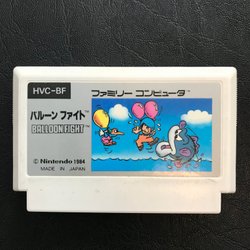 HVC-BF
ファミリー コンピュータ
バルーン ファイト
BALLOON FIGHT
© Nintendo 1984
MADE IN JAPAN